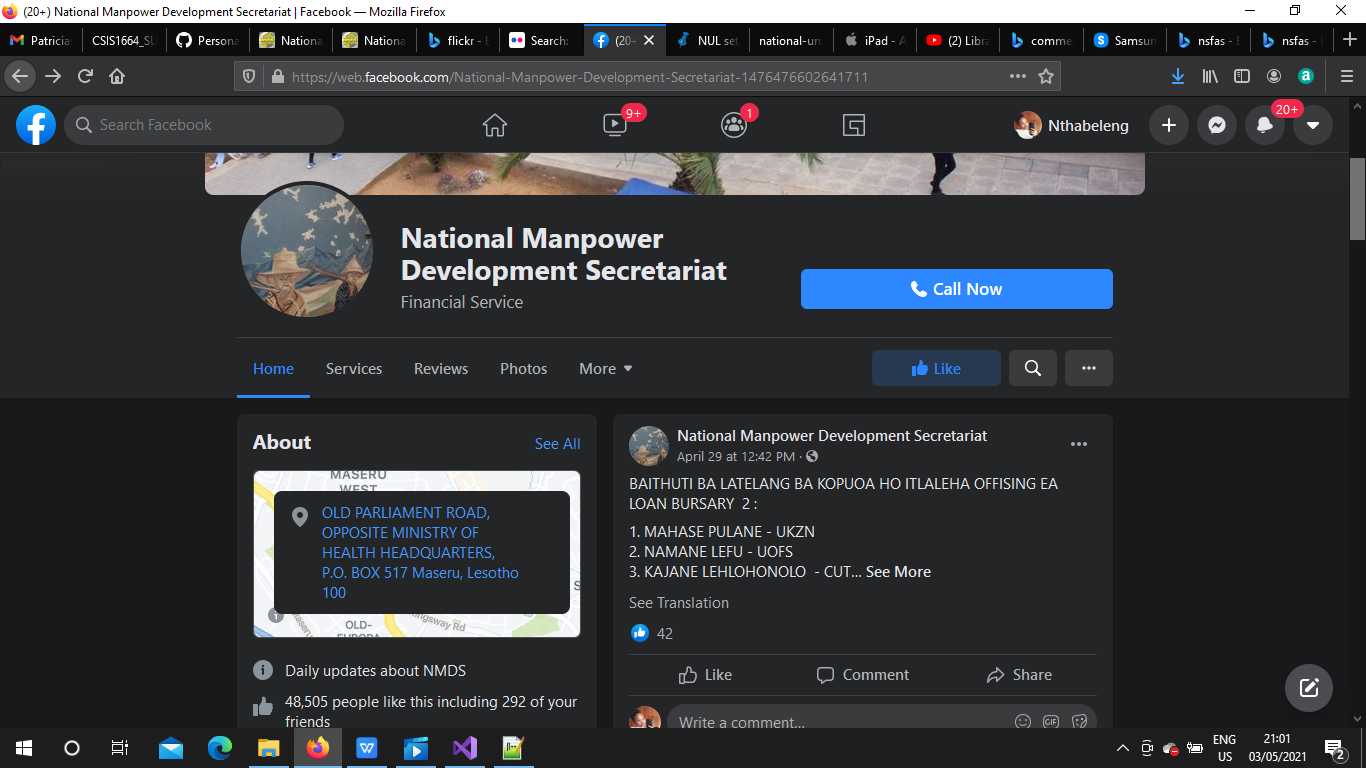 (20+) National Manpower Development Secretariat | Facebook — Mozilla Firefox
Patricia
CSIS1664_SU
Persona
Nationa
Nationa
flickr - B
Search:
(20+
NUL set
national-una
iPad - A
(2) Libra
comme
Samsun
nsfas - B
nsfas -
https://web.facebook.com/National-Manpower-Development-Secretariat-1476476602641711
Search Facebook
9+
1
Nthabeleng
20+
National Manpower
Development Secretariat
Financial Service
Call Now
Home
Services
Reviews
Photos
More
Like
About
See All
MASERU
WEST
OLD PARLIAMENT ROAD,
OPPOSITE MINISTRY OF
HEALTH HEADQUARTERS,
P.O. BOX 517 Maseru, Lesotho
100
OLD-
EUROPA
ngsway Rd
Daily updates about NMDS
48,505 people like this including 292 of your
friends
National Manpower Development Secretariat
April 29 at 12:42 PM ·
BAITHUTI BA LATELANG BA KOPUOA HO ITLALEHA OFFISING EA
LOAN BURSARY 2 :
1. MAHASE PULANE - UKZN
2. NAMANE LEFU - UOFS
3. KAJANE LEHLOHONOLO - CUT... See More
See Translation
42
Like
Comment
Share
Write a comment...
GIF
ENG
US
21:01
03/05/2021
2